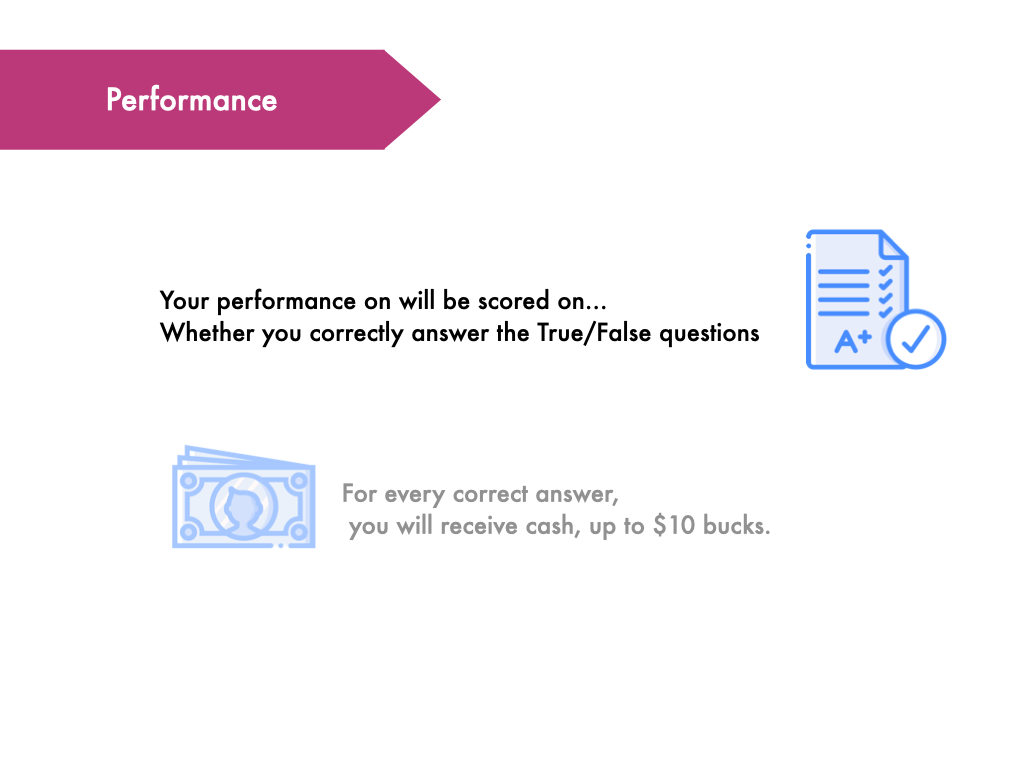 Performance
Your performance on will be scored on...
Whether you correctly answer the True/False questions
A+
For every correct answer,
you will receive cash, up to $10 bucks.